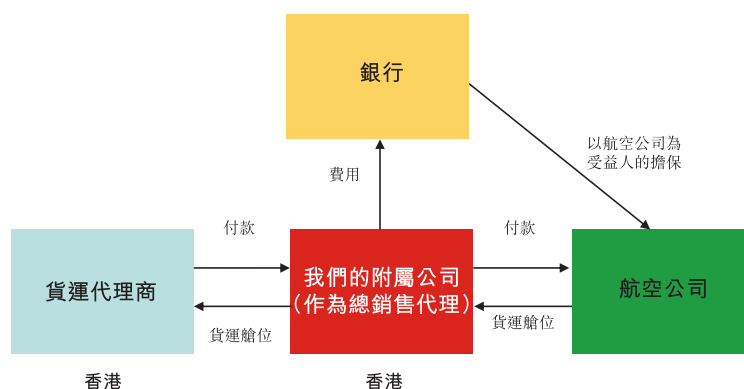 銀行
以航空公司為
受益人的擔保
費用
付款
付款
貨運代理商
我們的附屬公司
（作為總銷售代理）
航空公司
貨運艙位
貨運艙位
香港
香港